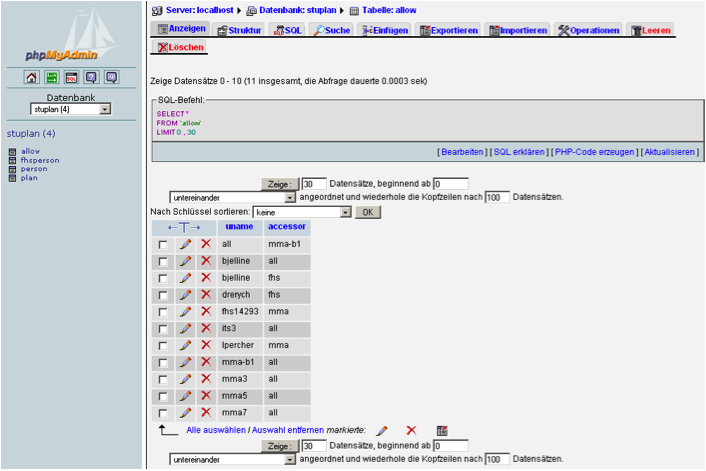 Server: localhost Datenbank: stuplan Tabelle: allow
Anzeigen Struktur SQL Suche Einfügen Exportieren Importieren Operationen Leeren
Löschen
phpMyAdmin
SQL
Datenbank
stuplan (4)
stuplan (4)
allow
fhsperson
person
plan
Zeige Datensätze 0 - 10 (11 insgesamt, die Abfrage dauerte 0.0003 sek)
SQL-Befehl:
SELECT *
FROM `allow`
LIMIT 0 , 30
[ Bearbeiten ] [ SQL erklären ] [ PHP-Code erzeugen ] [ Aktualisieren ]
Zeige : 30 Datensätze, beginnend ab 0
untereinander angeordnet und wiederhole die Kopfzeilen nach 100 Datensätzen.
Nach Schlüssel sortieren: keine OK
←T→ uname accessor
all mma-b1
bjelline all
bjelline fhs
drerych fhs
fhs14293 mma
its3 all
lpercher mma
mma-b1 all
mma3 all
mma5 all
mma7 all
Alle auswählen / Auswahl entfernen markierte:
Zeige : 30 Datensätze, beginnend ab 0
untereinander angeordnet und wiederhole die Kopfzeilen nach 100 Datensätzen.